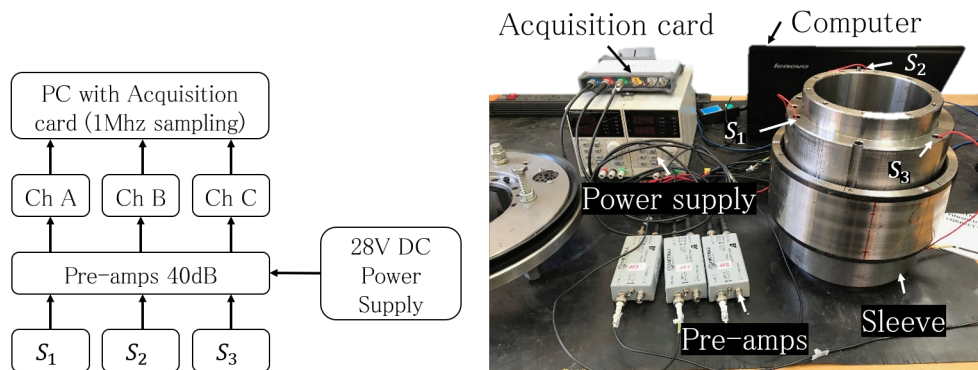 PC with Acquisition
card (1Mhz sampling)
Ch A
Ch B
Ch C
Pre-amps 40dB
28V DC
Power
Supply
S₁
S₂
S₃
Acquisition card
Computer
lenovo
S₂
S₁
S₃
Power supply
Pre-amps
Sleeve